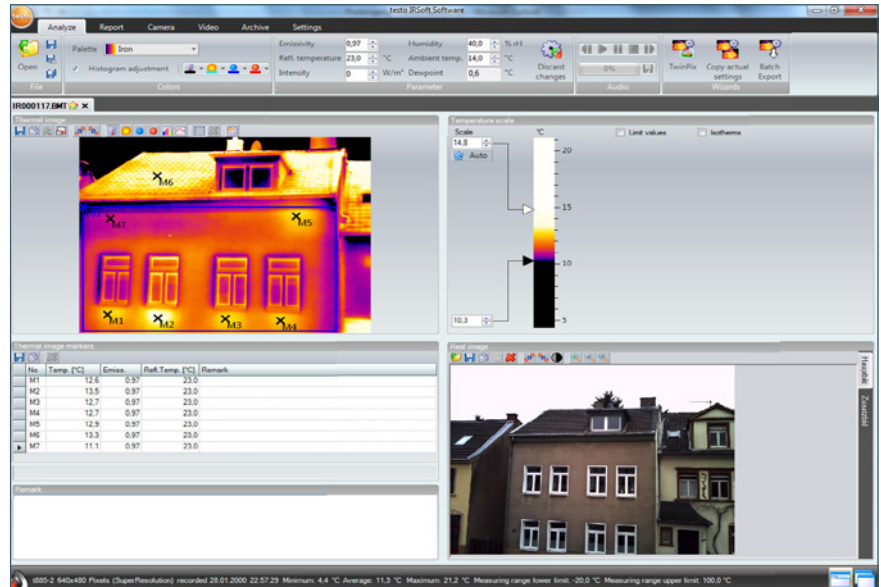 testo IRSoft Software
testo
Analyze Report Camera Video Archive Settings
Open
File
Palette Iron
Histogram adjustment
Colors
Emissivity 0,97 Humidity 40,0 % rH
Refl. temperature 23,0 °C Ambient temp. 14,0 °C
Intensity 0 W/m² Dewpoint 0,6 °C
Parameter
Discard changes
0%
Audio
TwinPix Copy actual settings Batch Export
Wizards
IR000117.BMT
Thermal image
M6
M7
M5
M1
M2
M3
M4
Temperature scale
Scale °C Limit values Isotherms
14,8
Auto
20
15
10
5
10,3
Thermal image markers
No Temp. [°C] Emiss. Refl.Temp. [°C] Remark
M1 12,6 0,97 23,0
M2 13,5 0,97 23,0
M3 12,7 0,97 23,0
M4 12,7 0,97 23,0
M5 12,9 0,97 23,0
M6 13,3 0,97 23,0
M7 11,1 0,97 23,0
Remark
Real image
Hauptbild
Zusatzbild
t885-2 640x480 Pixels (SuperResolution) recorded 28.01.2000 22:57:29 Minimum: 4,4 °C Average: 11,3 °C Maximum: 21,2 °C Measuring range lower limit: -20,0 °C Measuring range upper limit: 100,0 °C